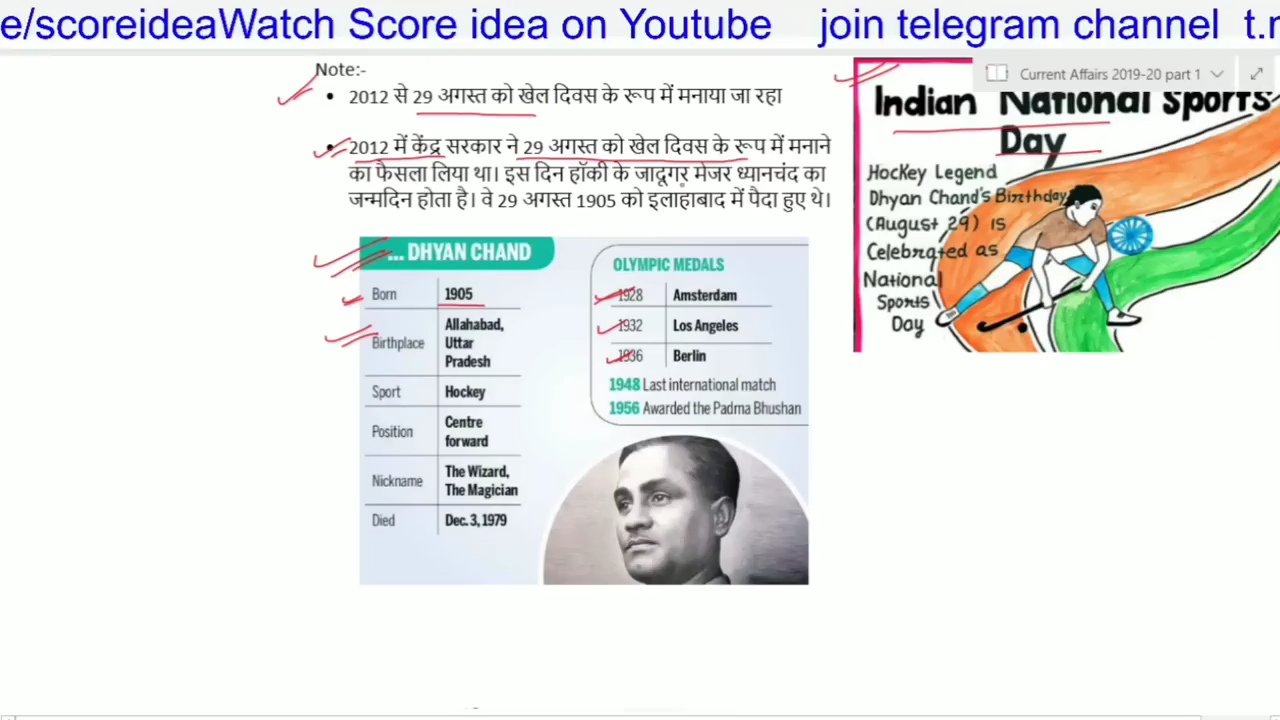 e/scoreideaWatch Score idea on Youtube join telegram channel t.r
Note:-
• 2012 से 29 अगस्त को खेल दिवस के रूप में मनाया जा रहा
• 2012 में केंद्र सरकार ने 29 अगस्त को खेल दिवस के रूप में मनाने
का फैसला लिया था। इस दिन हॉकी के जादूगर मेजर ध्यानचंद का
जन्मदिन होता है। वे 29 अगस्त 1905 को इलाहाबाद में पैदा हुए थे।
... DHYAN CHAND
Born 1905
Birthplace Allahabad,
Uttar
Pradesh
Sport Hockey
Position Centre
forward
Nickname The Wizard,
The Magician
Died Dec. 3, 1979
OLYMPIC MEDALS
1928 Amsterdam
1932 Los Angeles
1936 Berlin
1948 Last international match
1956 Awarded the Padma Bhushan
Current Affairs 2019-20 part 1
Indian National Sports
Day
Hockey Legend
Dhyan Chand's Birthday
(August 29) is
Celebrated as
National
Sports
Day